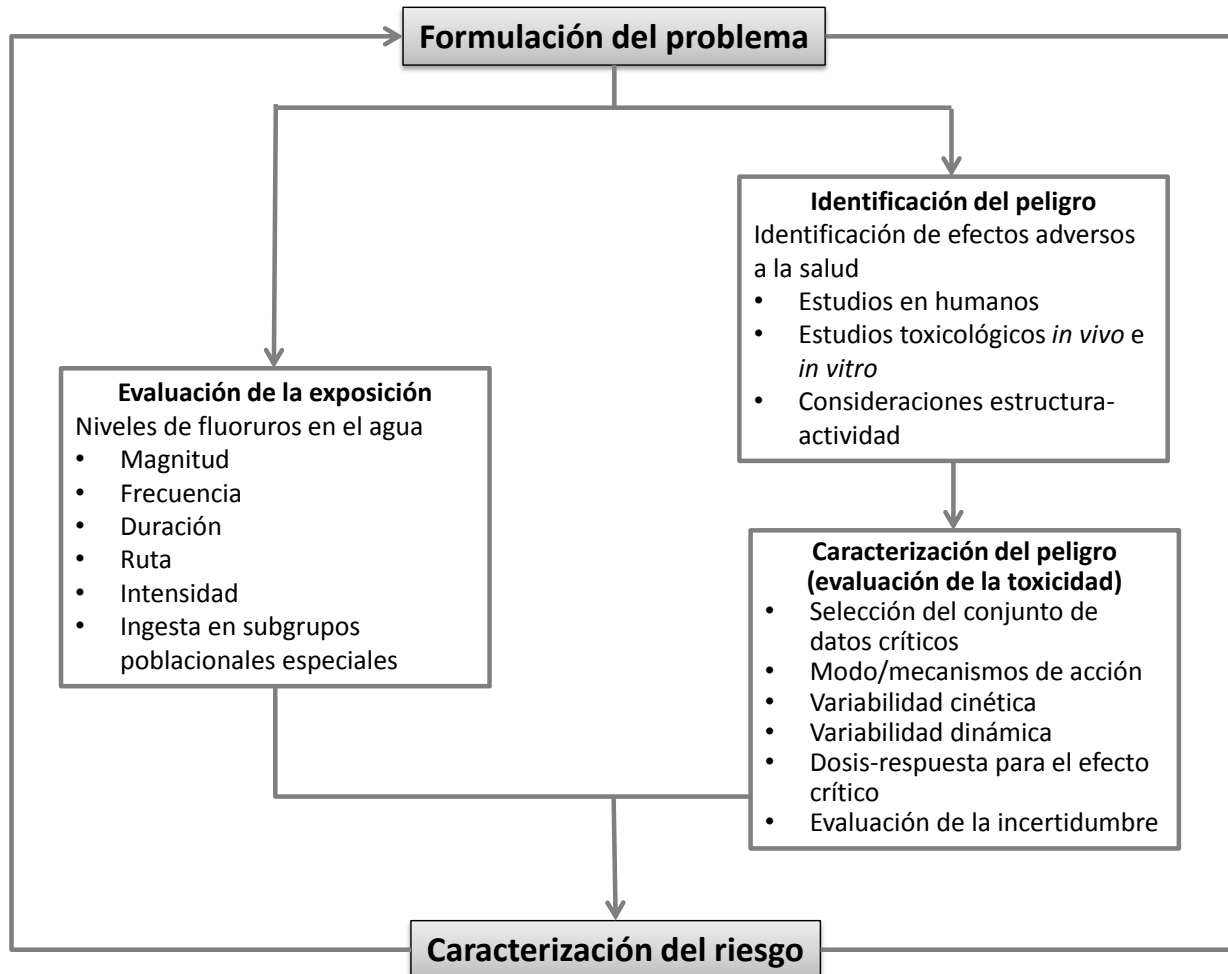 Formulación del problema
Identificación del peligro
Identificación de efectos adversos
a la salud
• Estudios en humanos
• Estudios toxicológicos in vivo e
in vitro
• Consideraciones estructura-
actividad
Evaluación de la exposición
Niveles de fluoruros en el agua
• Magnitud
• Frecuencia
• Duración
• Ruta
• Intensidad
• Ingesta en subgrupos
poblacionales especiales
Caracterización del peligro
(evaluación de la toxicidad)
• Selección del conjunto de
datos críticos
• Modo/mecanismos de acción
• Variabilidad cinética
• Variabilidad dinámica
• Dosis-respuesta para el efecto
crítico
• Evaluación de la incertidumbre
Caracterización del riesgo